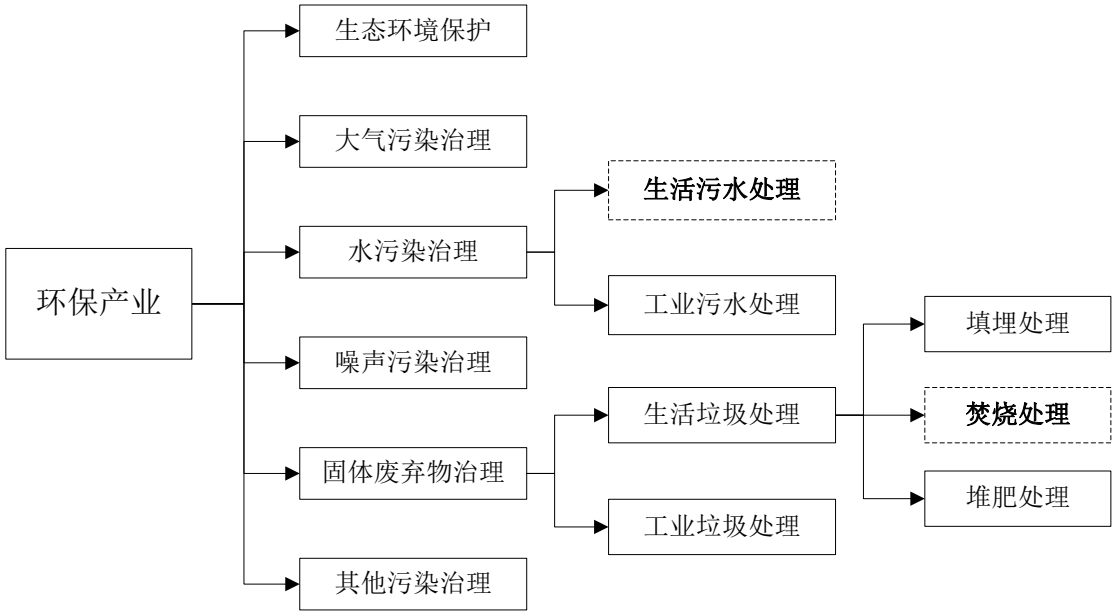 生态环境保护
大气污染治理
生活污水处理
水污染治理
环保产业
工业污水处理
填埋处理
噪声污染治理
生活垃圾处理
焚烧处理
固体废弃物治理
堆肥处理
工业垃圾处理
其他污染治理